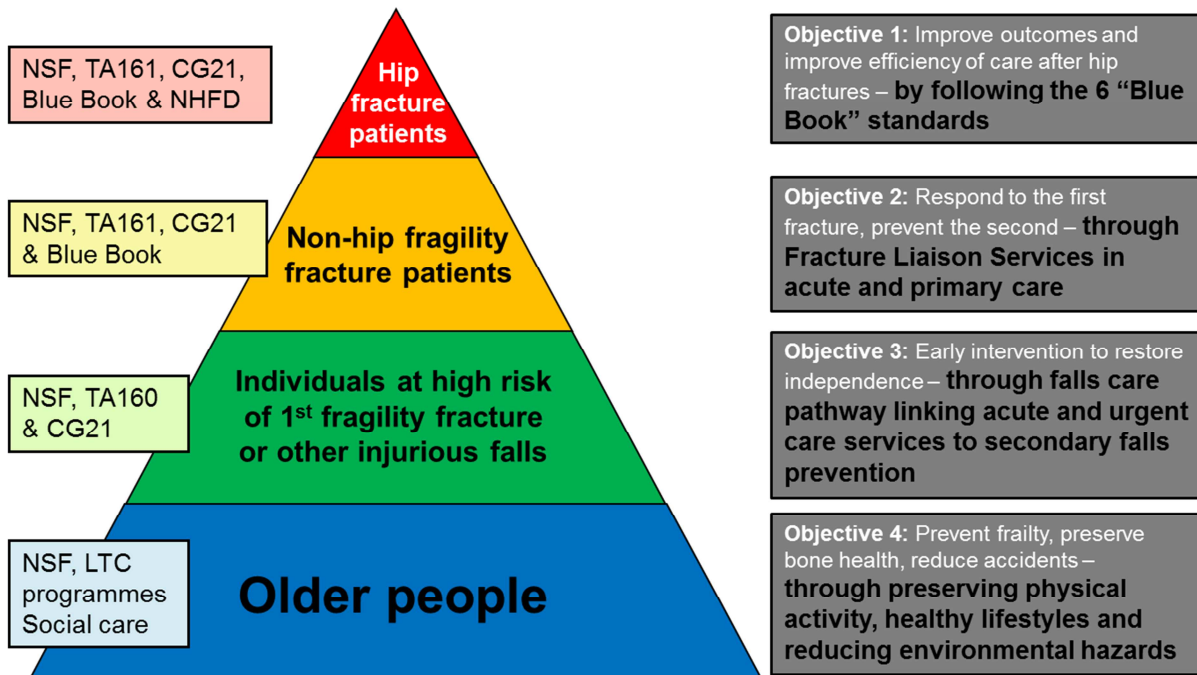 NSF, TA161, CG21,
Blue Book & NHFD
Hip
fracture
patients
Objective 1: Improve outcomes and
improve efficiency of care after hip
fractures – by following the 6 “Blue
Book” standards
NSF, TA161, CG21
& Blue Book
Non-hip fragility
fracture patients
Objective 2: Respond to the first
fracture, prevent the second – through
Fracture Liaison Services in
acute and primary care
NSF, TA160
& CG21
Individuals at high risk
of 1st fragility fracture
or other injurious falls
Objective 3: Early intervention to restore
independence – through falls care
pathway linking acute and urgent
care services to secondary falls
prevention
NSF, LTC
programmes
Social care
Older people
Objective 4: Prevent frailty, preserve
bone health, reduce accidents –
through preserving physical
activity, healthy lifestyles and
reducing environmental hazards